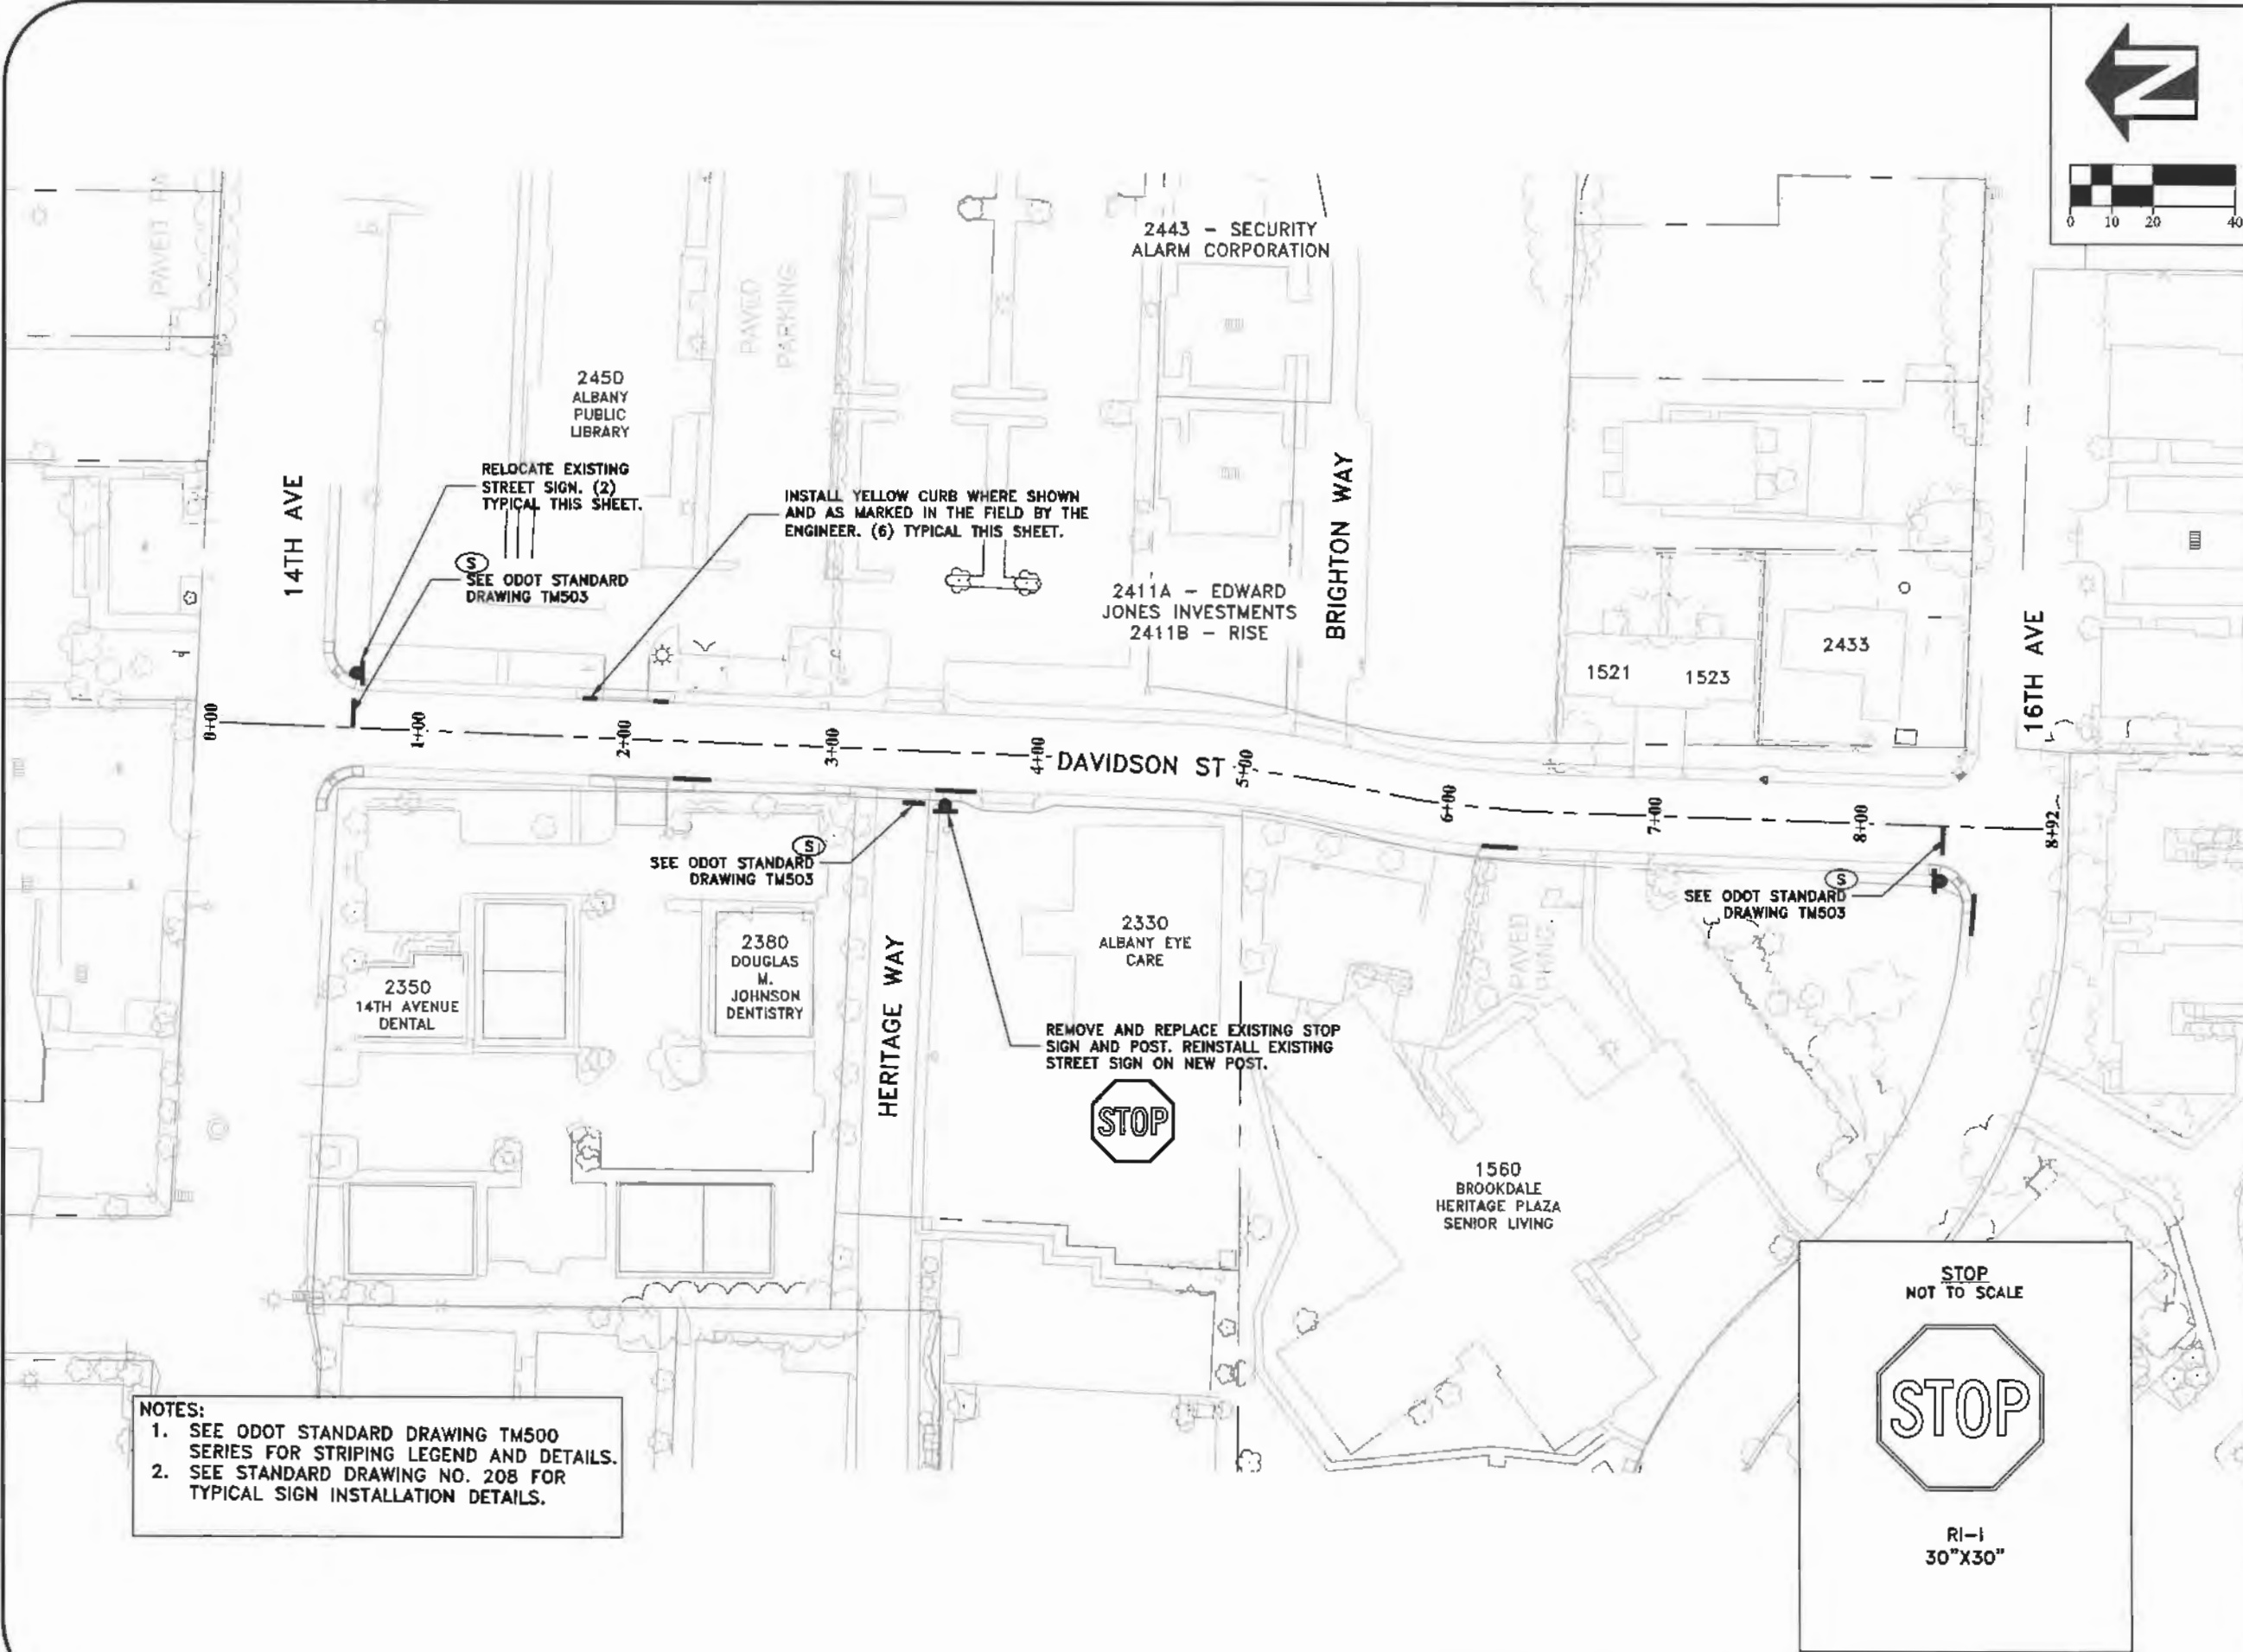 N
0 10 20 40
PAVED
2443 - SECURITY
ALARM CORPORATION
PAVED
PARKING
2450
ALBANY
PUBLIC
LIBRARY
RELOCATE EXISTING
STREET SIGN. (2)
TYPICAL THIS SHEET.
INSTALL YELLOW CURB WHERE SHOWN
AND AS MARKED IN THE FIELD BY THE
ENGINEER. (6) TYPICAL THIS SHEET.
14TH AVE
S
SEE ODOT STANDARD
DRAWING TM503
2411A - EDWARD
JONES INVESTMENTS
2411B - RISE
BRIGHTON WAY
1521
1523
2433
16TH AVE
0+00
1+00
2+00
3+00
4+00
DAVIDSON ST
5+00
6+00
7+00
8+00
8+92
S
SEE ODOT STANDARD
DRAWING TM503
S
SEE ODOT STANDARD
DRAWING TM503
2350
14TH AVENUE
DENTAL
2380
DOUGLAS
M.
JOHNSON
DENTISTRY
HERITAGE WAY
2330
ALBANY EYE
CARE
PAVED
REMOVE AND REPLACE EXISTING STOP
SIGN AND POST. REINSTALL EXISTING
STREET SIGN ON NEW POST.
STOP
1560
BROOKDALE
HERITAGE PLAZA
SENIOR LIVING
STOP
NOT TO SCALE
STOP
R1-1
30"X30"
NOTES:
1. SEE ODOT STANDARD DRAWING TM500
SERIES FOR STRIPING LEGEND AND DETAILS.
2. SEE STANDARD DRAWING NO. 208 FOR
TYPICAL SIGN INSTALLATION DETAILS.